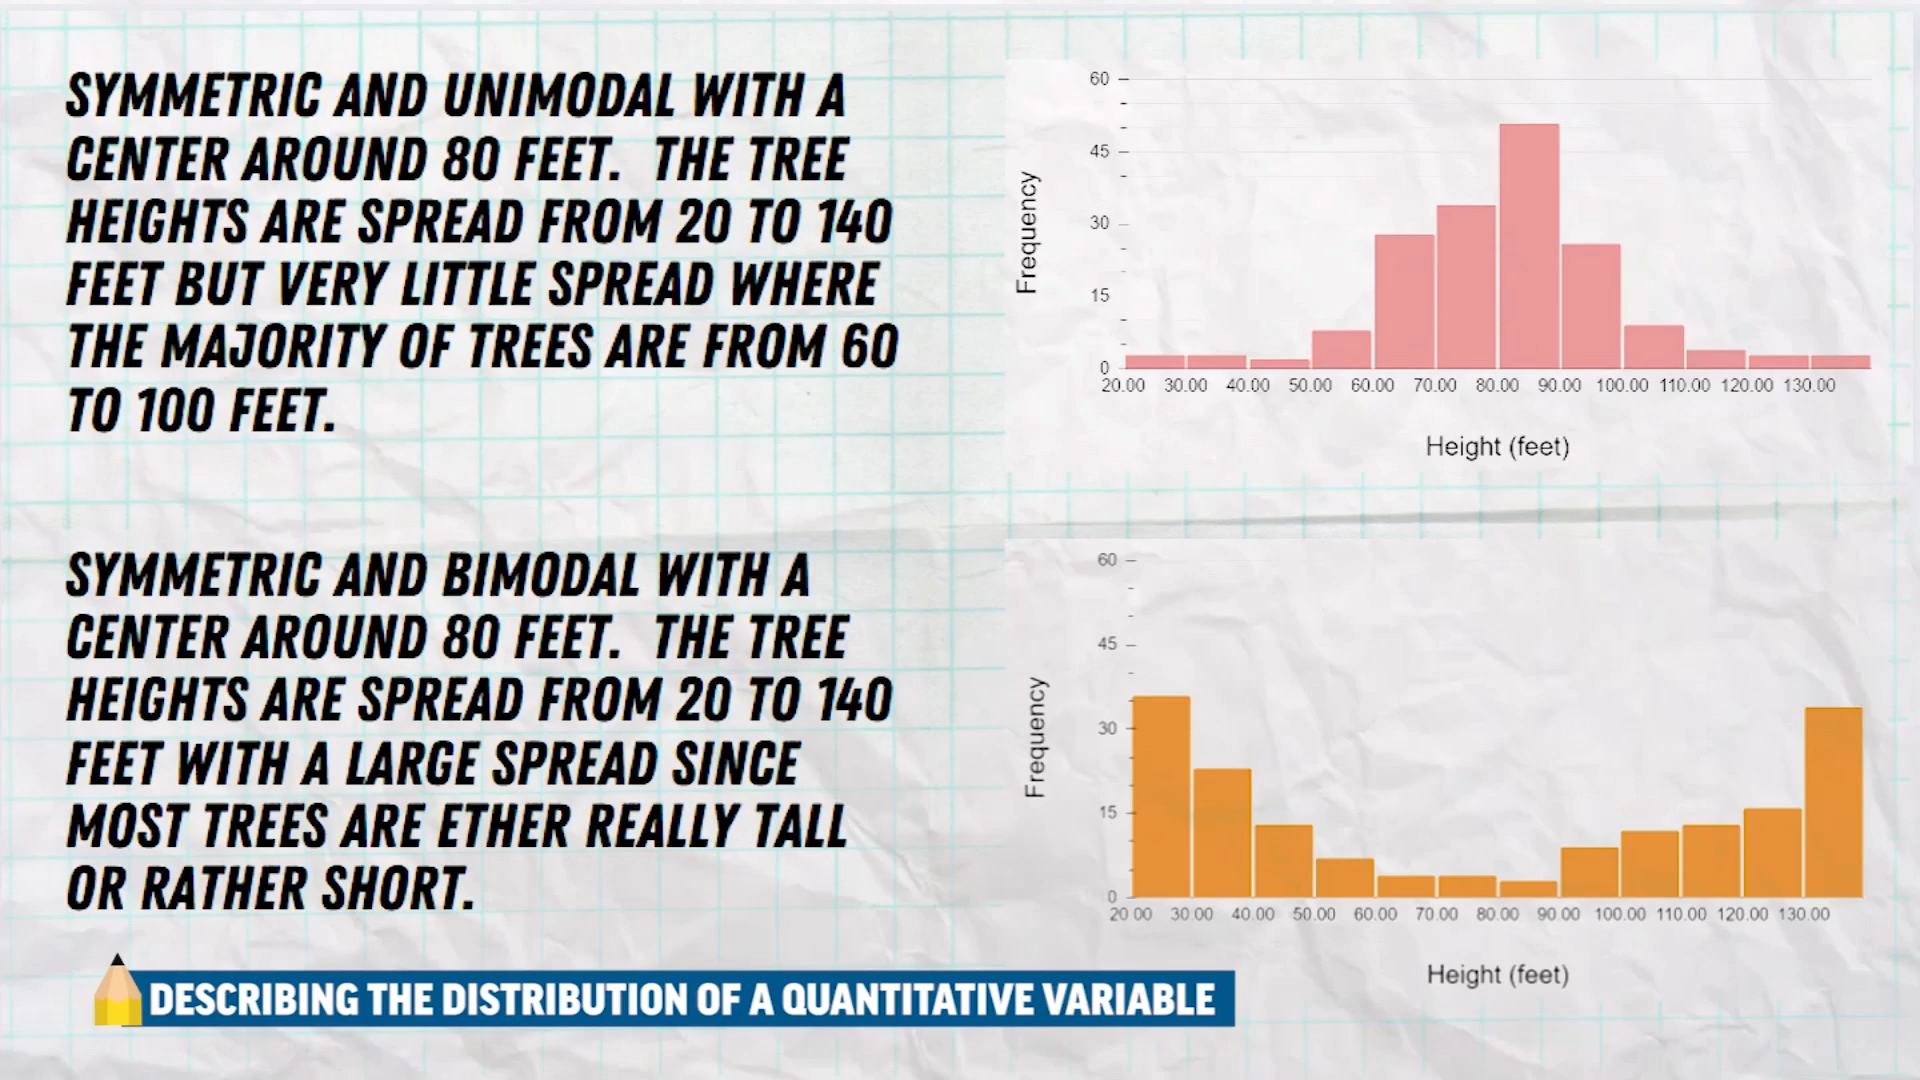 SYMMETRIC AND UNIMODAL WITH A
CENTER AROUND 80 FEET. THE TREE
HEIGHTS ARE SPREAD FROM 20 TO 140
FEET BUT VERY LITTLE SPREAD WHERE
THE MAJORITY OF TREES ARE FROM 60
TO 100 FEET.
60
45
30
15
0
Frequency
20.00 30.00 40.00 50.00 60.00 70.00 80.00 90.00 100.00 110.00 120.00 130.00
Height (feet)
SYMMETRIC AND BIMODAL WITH A
CENTER AROUND 80 FEET. THE TREE
HEIGHTS ARE SPREAD FROM 20 TO 140
FEET WITH A LARGE SPREAD SINCE
MOST TREES ARE ETHER REALLY TALL
OR RATHER SHORT.
60
45
30
15
0
Frequency
20.00 30.00 40.00 50.00 60.00 70.00 80.00 90.00 100.00 110.00 120.00 130.00
Height (feet)
DESCRIBING THE DISTRIBUTION OF A QUANTITATIVE VARIABLE